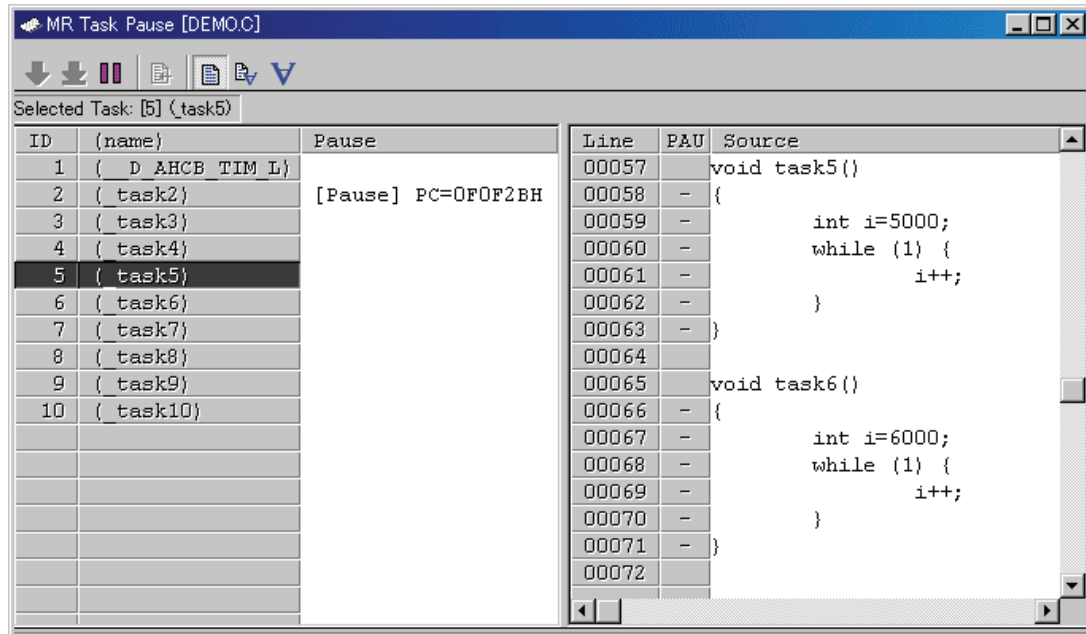 MR Task Pause [DEMO.C]
Selected Task: [5] (_task5)
ID (name) Pause
1 (__D_AHCB_TIM_L)
2 (_task2) [Pause] PC=0F0F2BH
3 (_task3)
4 (_task4)
5 (_task5)
6 (_task6)
7 (_task7)
8 (_task8)
9 (_task9)
10 (_task10)
Line PAU Source
00057 void task5()
00058 - {
00059 - int i=5000;
00060 - while (1) {
00061 - i++;
00062 - }
00063 - }
00064
00065 void task6()
00066 - {
00067 - int i=6000;
00068 - while (1) {
00069 - i++;
00070 - }
00071 - }
00072